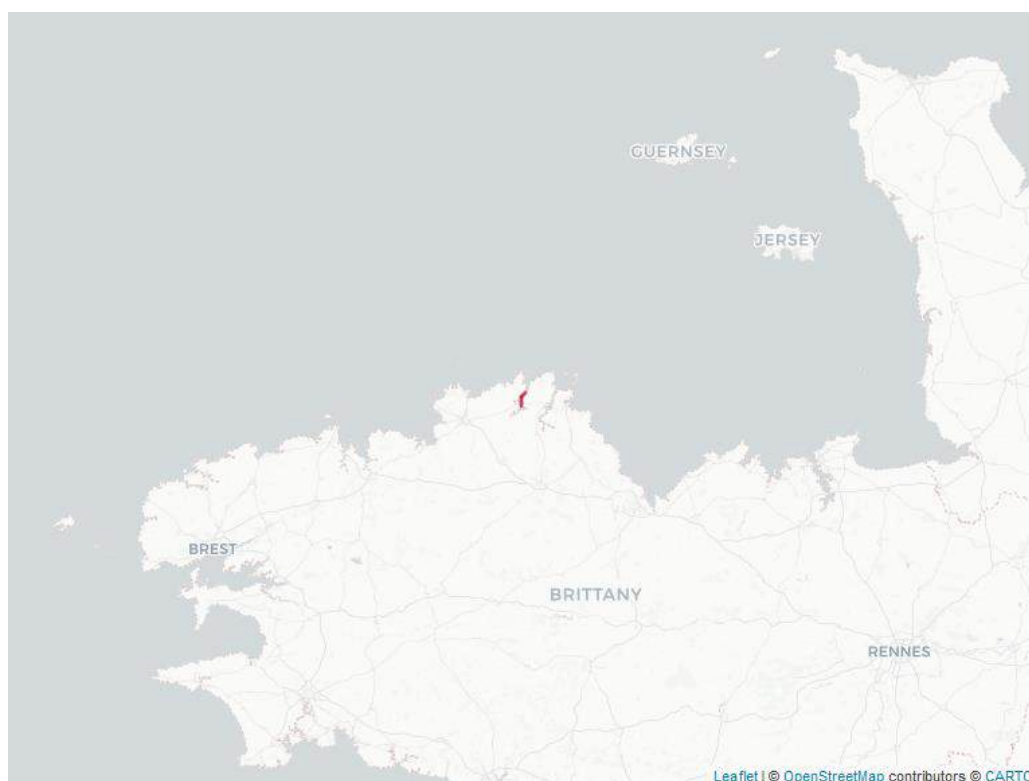 GUERNSEY
JERSEY
BREST
BRITTANY
RENNES
Leaflet | © OpenStreetMap contributors © CARTO